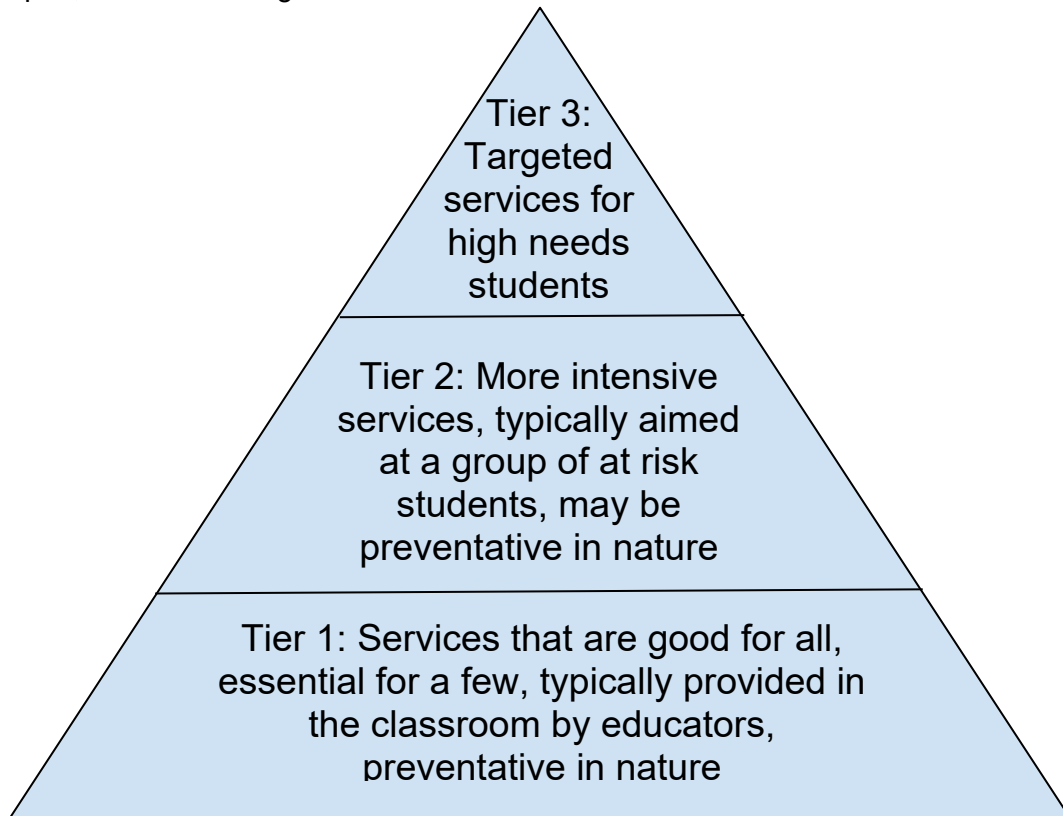 Tier 3:
Targeted
services for
high needs
students
Tier 2: More intensive
services, typically aimed
at a group of at risk
students, may be
preventative in nature
Tier 1: Services that are good for all,
essential for a few, typically provided in
the classroom by educators,
preventative in nature